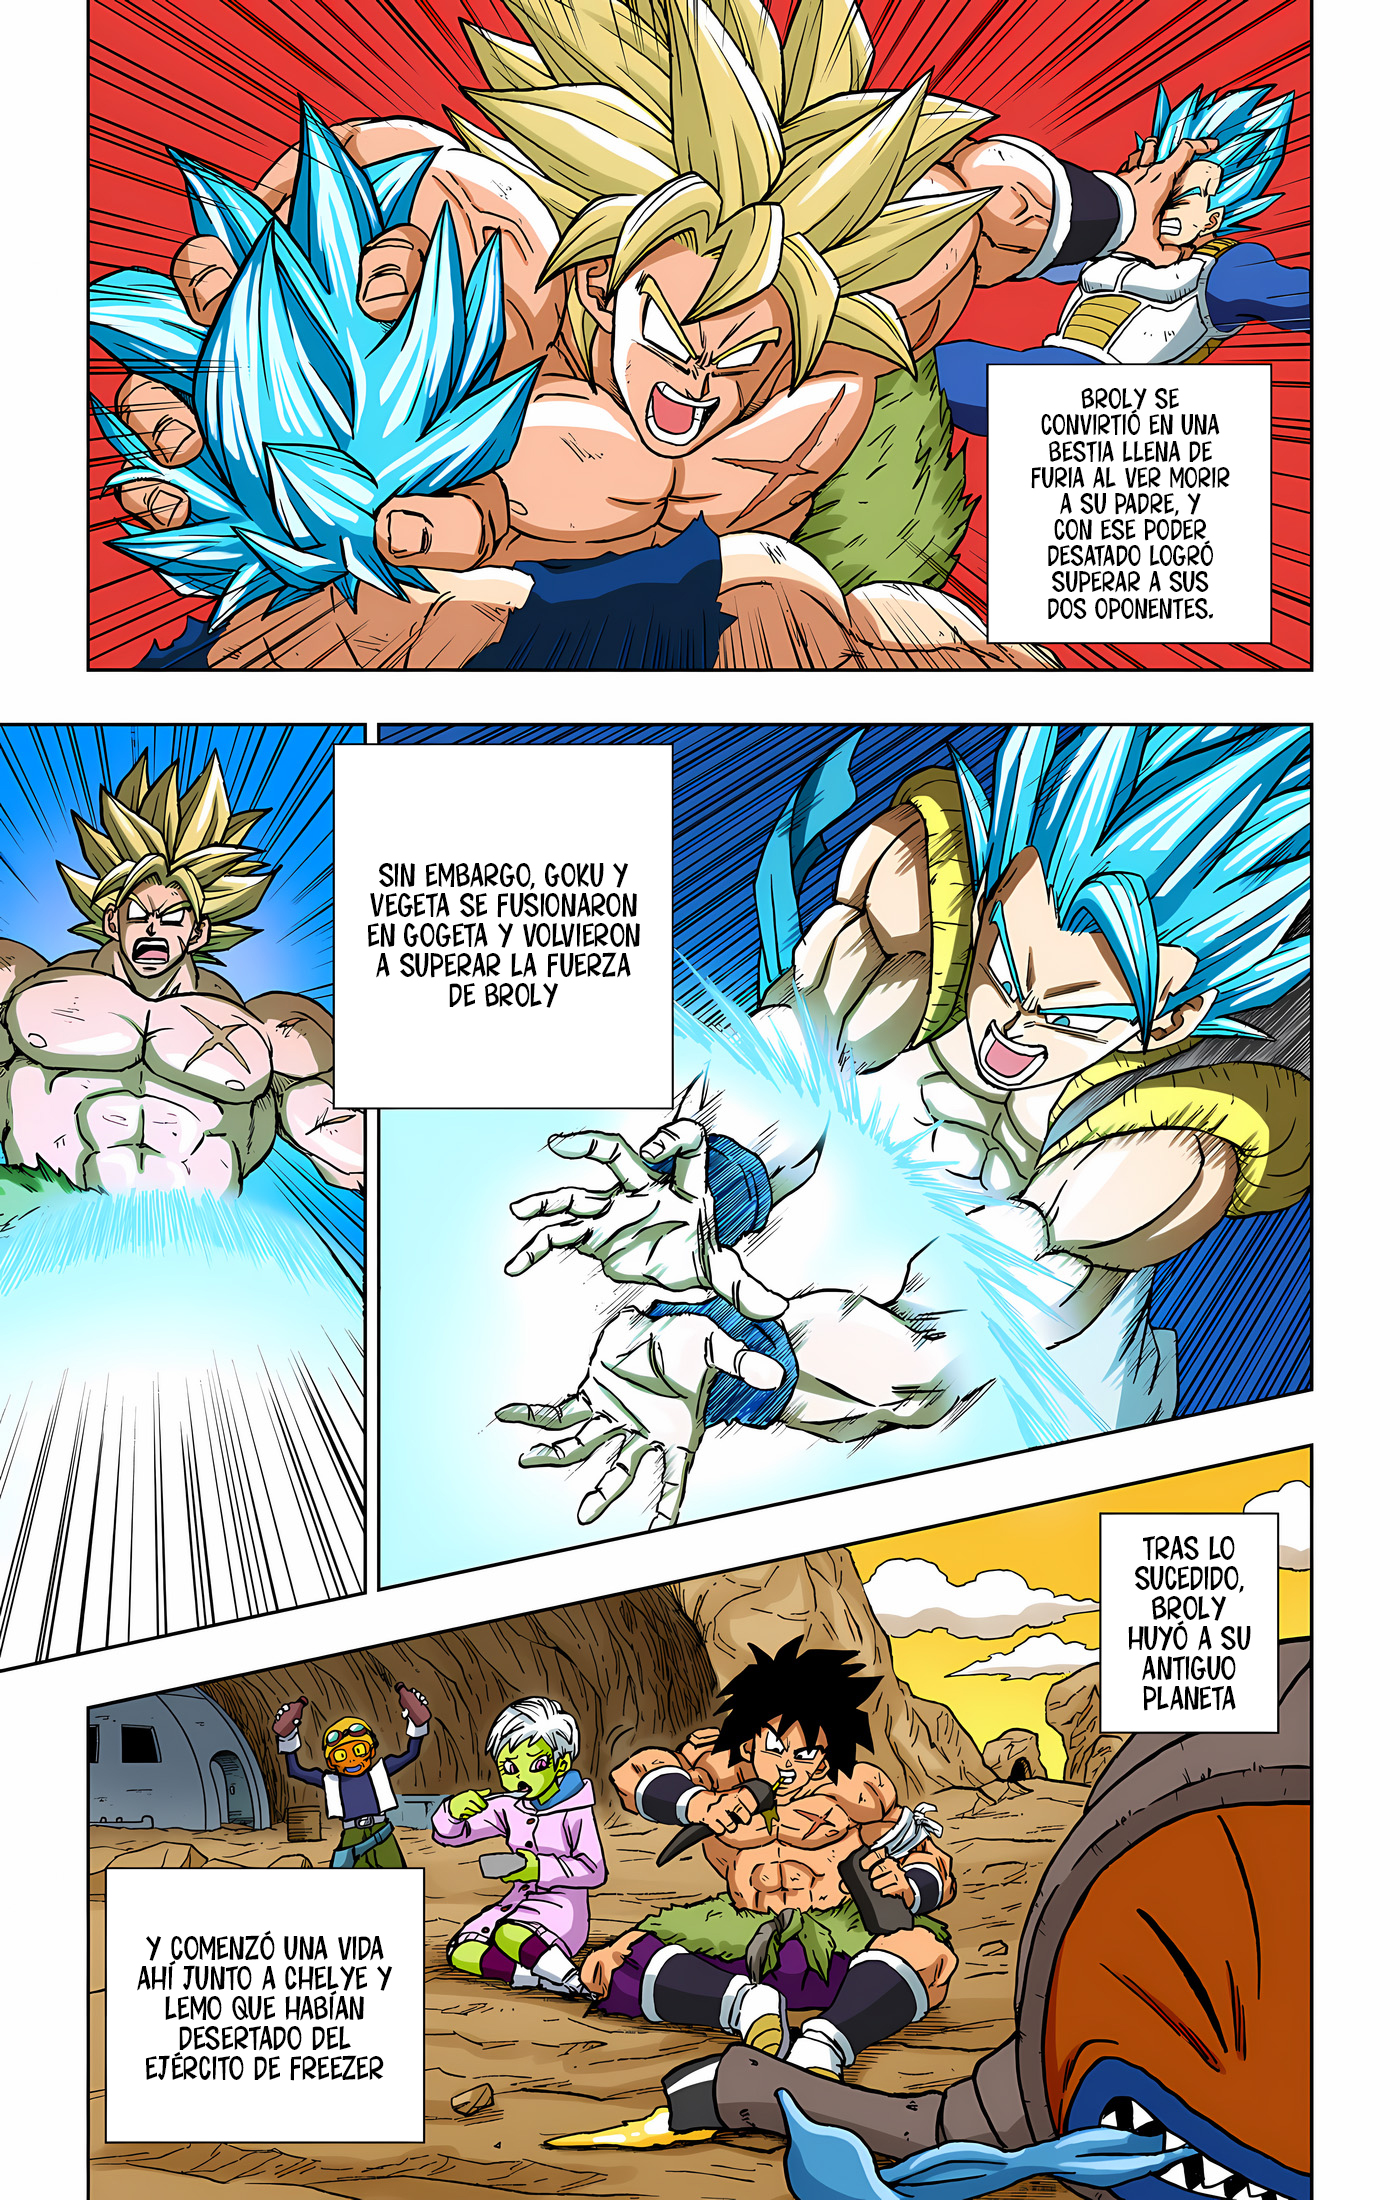 BROLY SE
CONVIRTIÓ EN UNA
BESTIA LLENA DE
FURIA AL VER MORIR
A SU PADRE, Y
CON ESE PODER
DESATADO LOGRÓ
SUPERAR A SUS
DOS OPONENTES.
SIN EMBARGO, GOKU Y
VEGETA SE FUSIONARON
EN GOGETA Y VOLVIERON
A SUPERAR LA FUERZA
DE BROLY
TRAS LO
SUCEDIDO,
BROLY
HUYÓ A SU
ANTIGUO
PLANETA
Y COMENZÓ UNA VIDA
AHÍ JUNTO A CHELYE Y
LEMO QUE HABÍAN
DESERTADO DEL
EJÉRCITO DE FREEZER